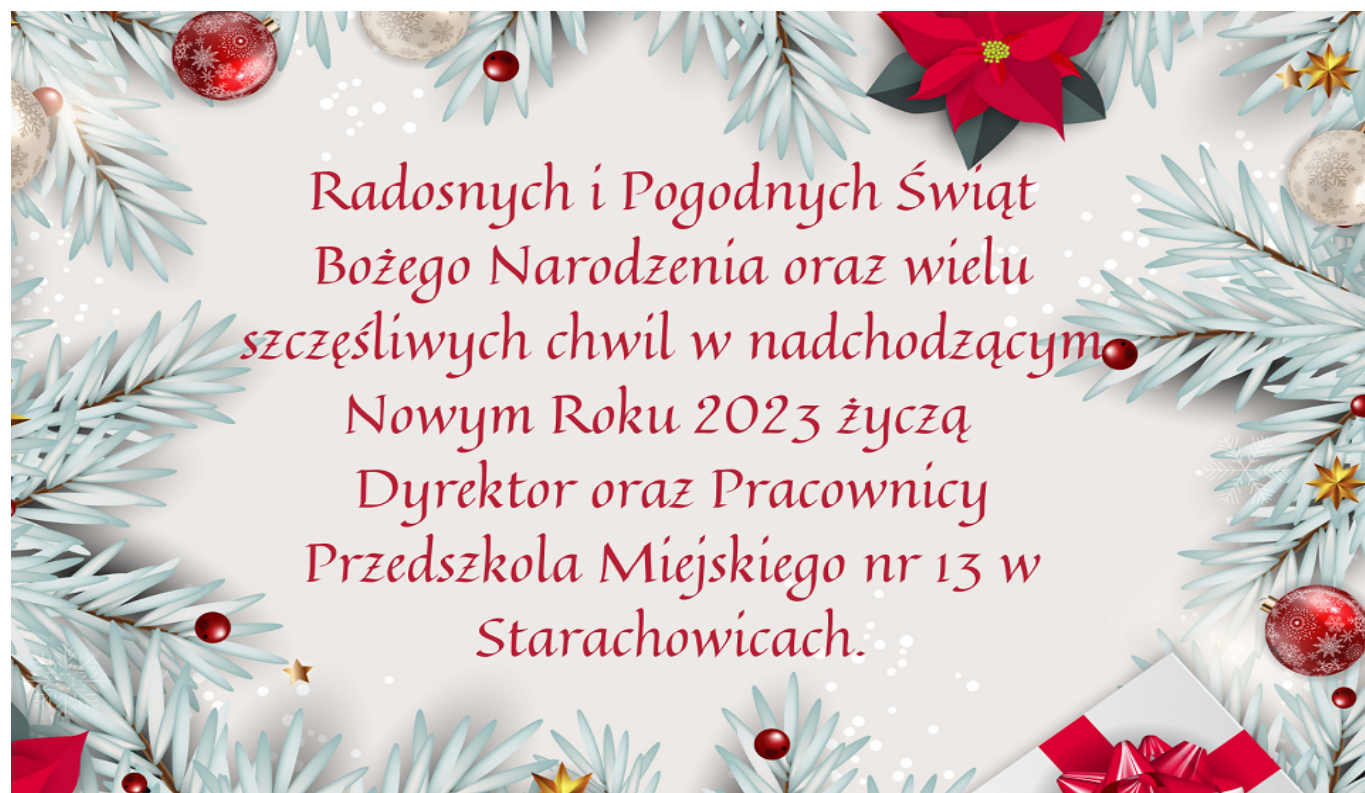 Radosnych i Pogodnych Świąt
Bożego Narodzenia oraz wielu
szczęśliwych chwil w nadchodzącym
Nowym Roku 2023 życzą
Dyrektor oraz Pracownicy
Przedszkola Miejskiego nr 13 w
Starachowicach.